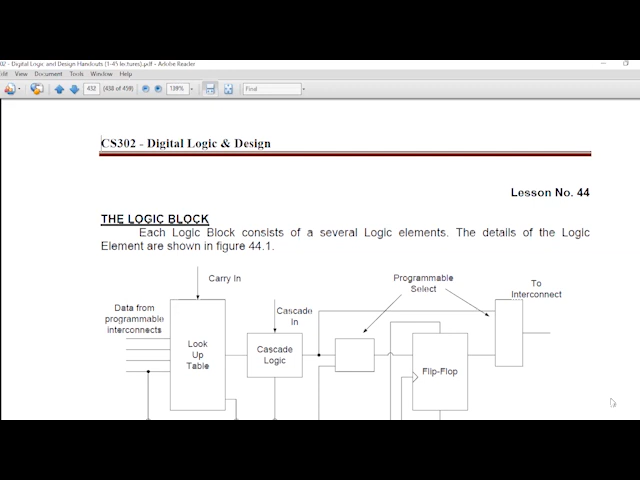 02 - Digital Logic and Design Handouts (1-45 lectures).pdf - Adobe Reader
Edit View Document Tools Window Help
432 (438 of 459) 139% Find
CS302 - Digital Logic & Design
Lesson No. 44
THE LOGIC BLOCK
Each Logic Block consists of a several Logic elements. The details of the Logic
Element are shown in figure 44.1.
Carry In
Programmable
Select
To
Interconnect
Data from
programmable
interconnects
Cascade
In
Look
Up
Table
Cascade
Logic
Flip-Flop